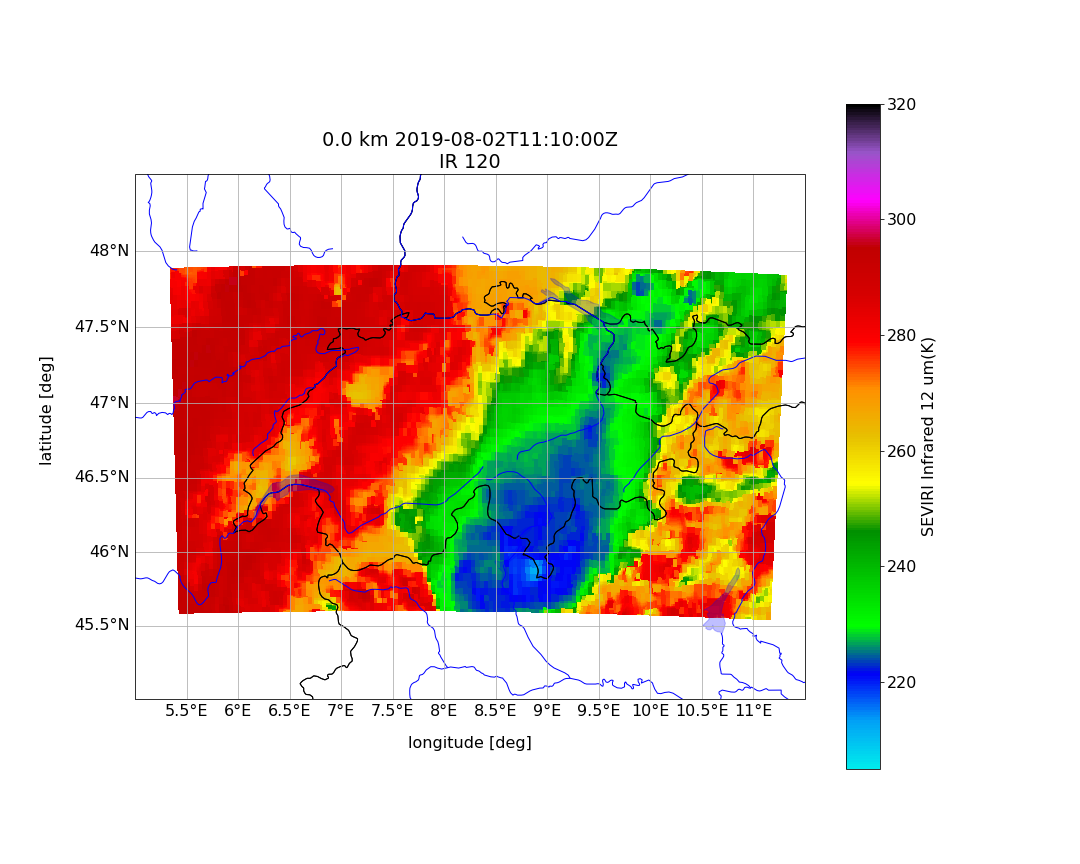 0.0 km 2019-08-02T11:10:00Z
IR 120
320
300
280
260
240
220
SEVIRI Infrared 12 um(K)
48°N
47.5°N
47°N
46.5°N
46°N
45.5°N
latitude [deg]
5.5°E 6°E 6.5°E 7°E 7.5°E 8°E 8.5°E 9°E 9.5°E 10°E 10.5°E 11°E
longitude [deg]